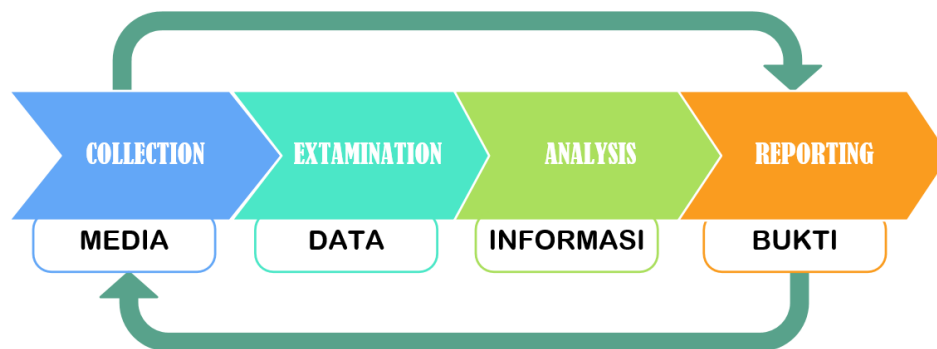 COLLECTION EXTAMINATION ANALYSIS REPORTING
MEDIA DATA INFORMASI BUKTI